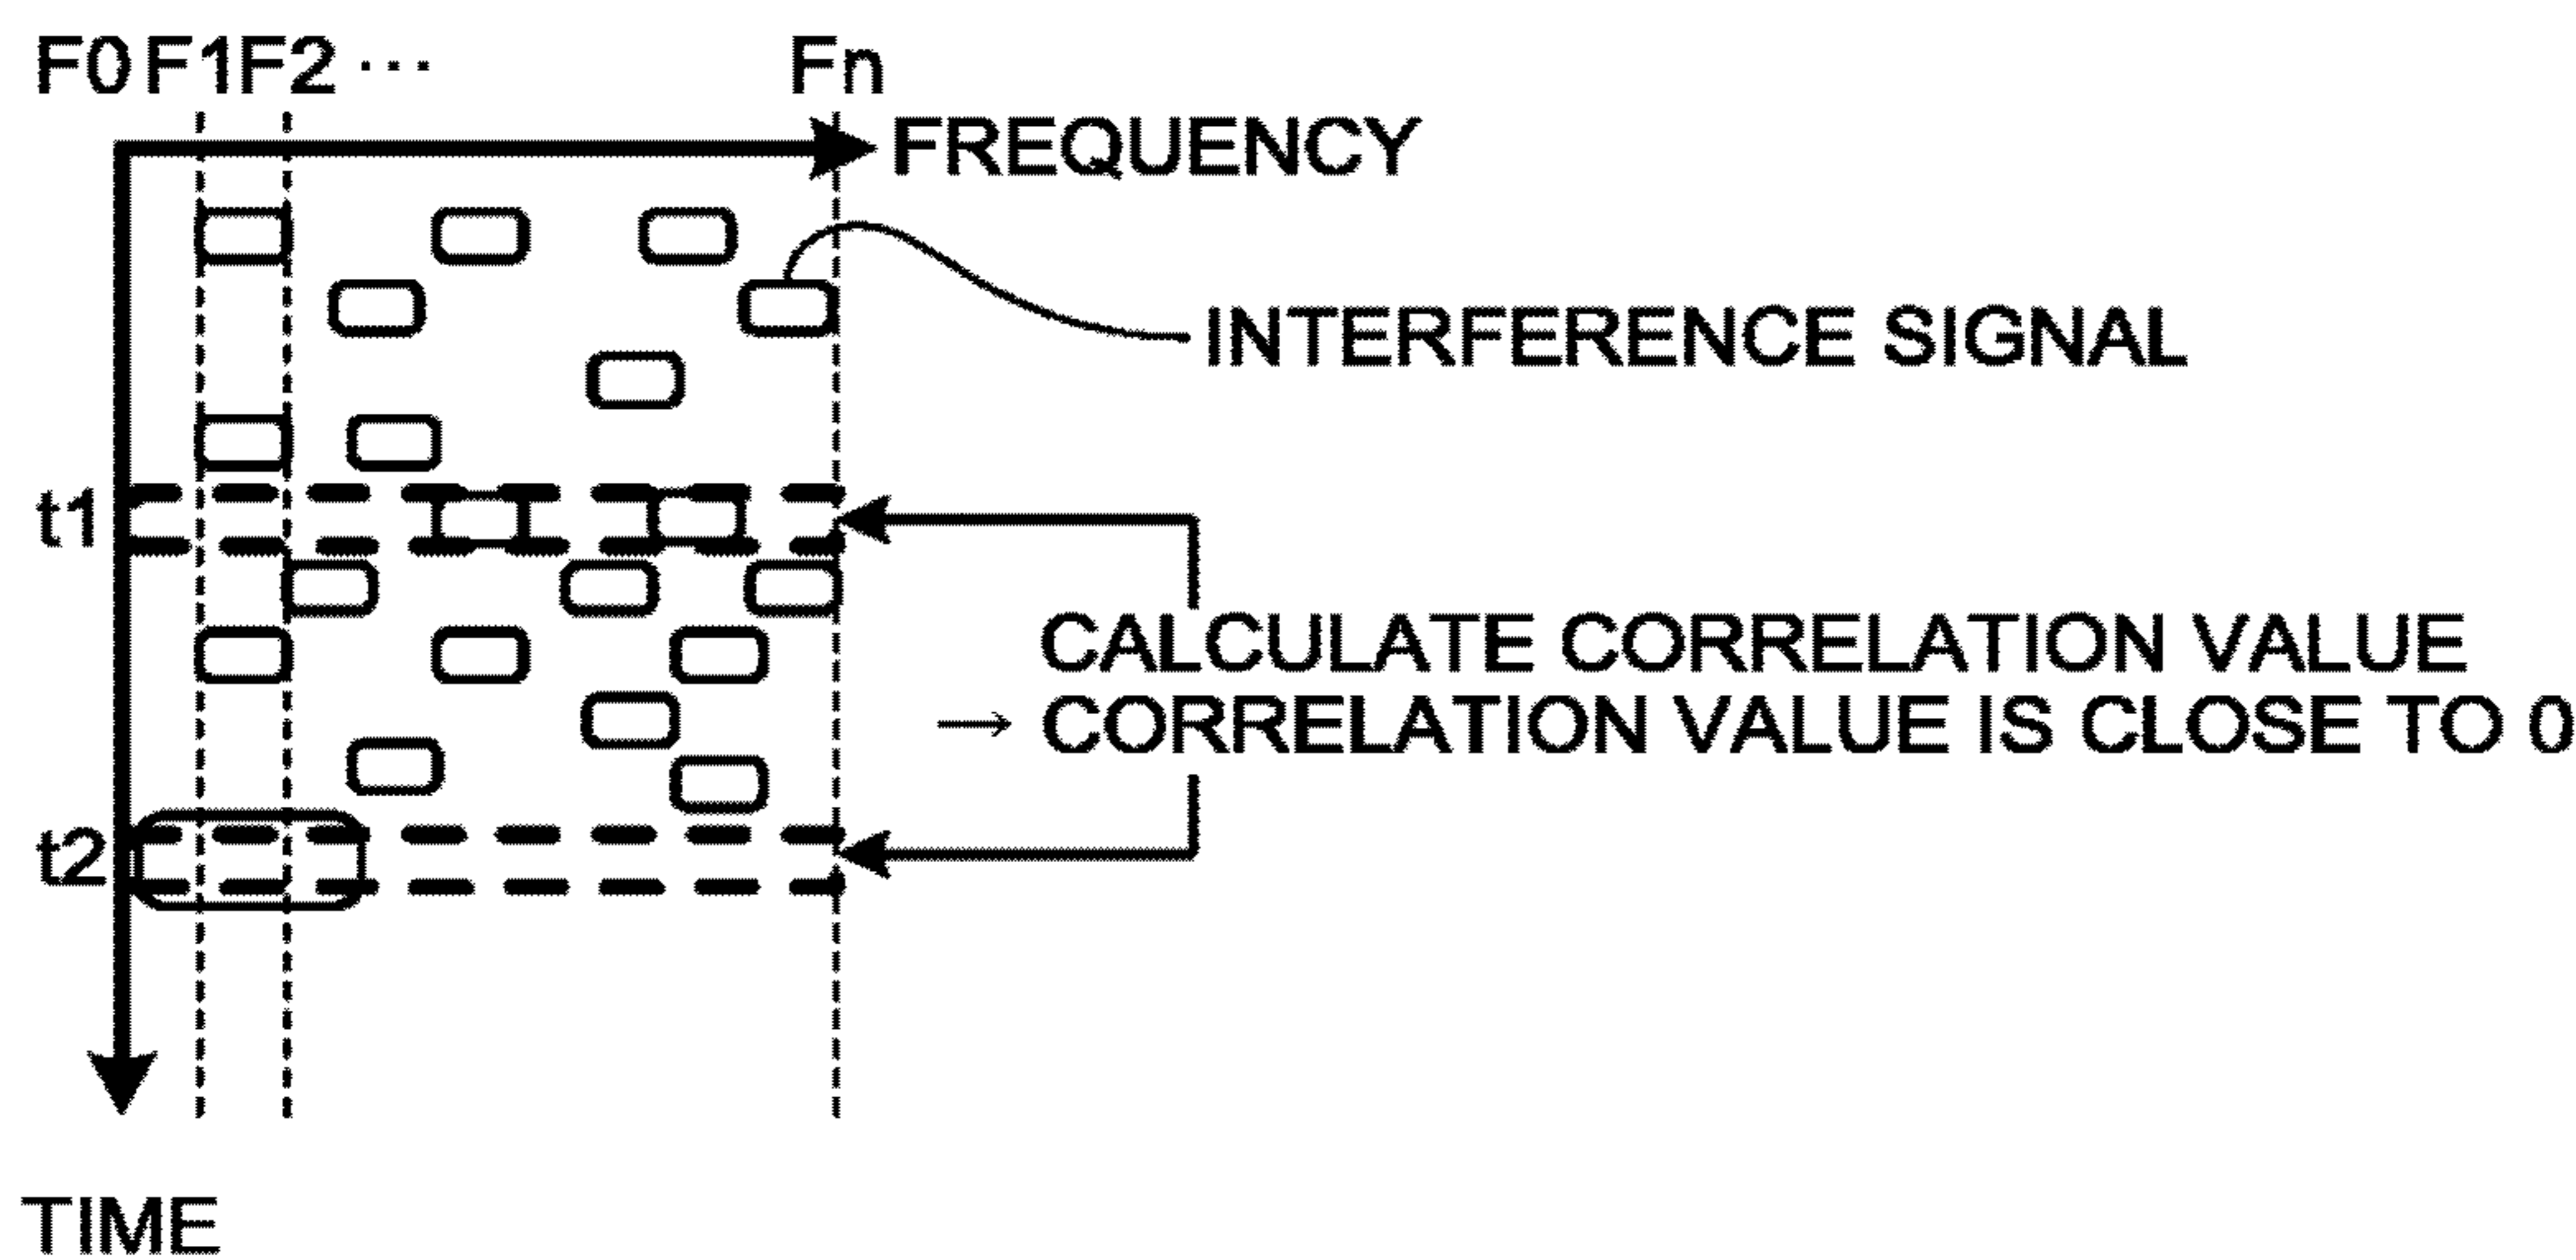 F0 F1 F2 ··· Fn
FREQUENCY
INTERFERENCE SIGNAL
t1
CALCULATE CORRELATION VALUE
→ CORRELATION VALUE IS CLOSE TO 0
t2
TIME